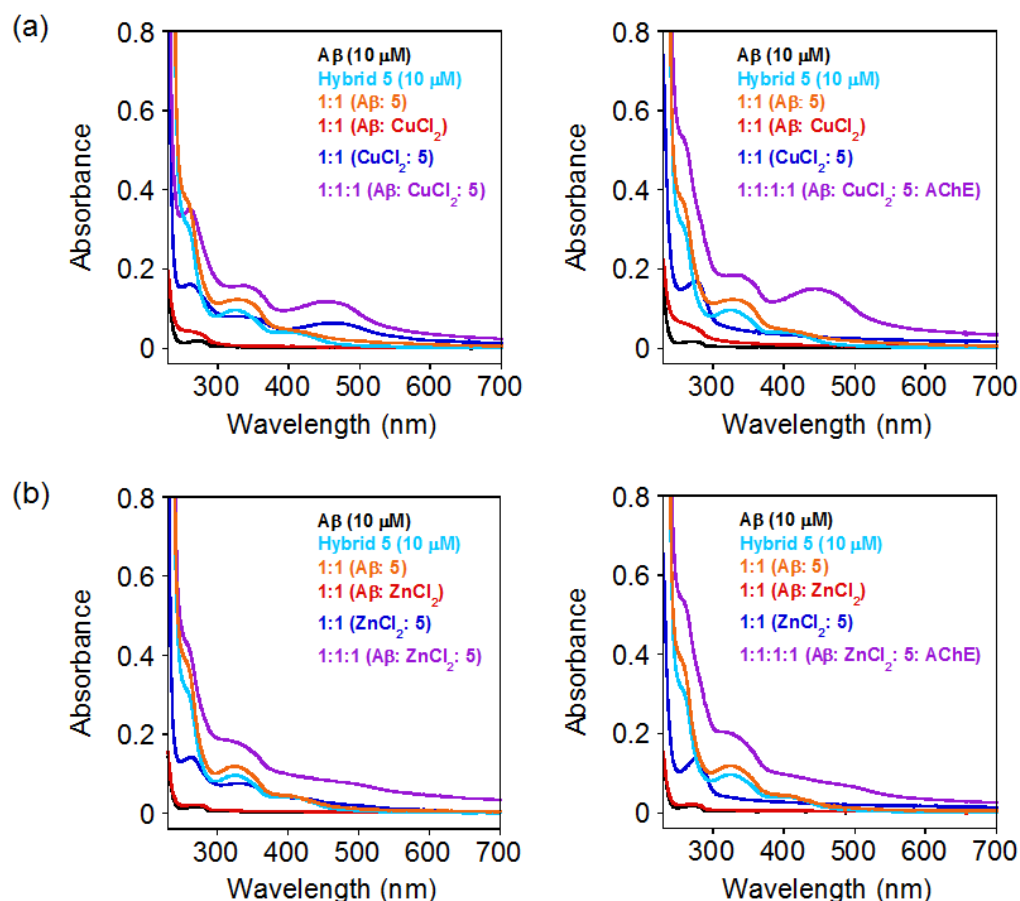 (a)
0.8
0.6
0.4
0.2
0
Absorbance
Aβ (10 μM)
Hybrid 5 (10 μM)
1:1 (Aβ: 5)
1:1 (Aβ: CuCl2)
1:1 (CuCl2: 5)
1:1:1:1 (Aβ: CuCl2: 5)
300 400 500 600 700
Wavelength (nm)
0.8
0.6
0.4
0.2
0
Absorbance
Aβ (10 μM)
Hybrid 5 (10 μM)
1:1 (Aβ: 5)
1:1 (Aβ: CuCl2)
1:1 (CuCl2: 5)
1:1:1:1 (Aβ: CuCl2: 5: AChE)
300 400 500 600 700
Wavelength (nm)
(b)
0.8
0.6
0.4
0.2
0
Absorbance
Aβ (10 μM)
Hybrid 5 (10 μM)
1:1 (Aβ: 5)
1:1 (Aβ: ZnCl2)
1:1 (ZnCl2: 5)
1:1:1 (Aβ: ZnCl2: 5)
300 400 500 600 700
Wavelength (nm)
0.8
0.6
0.4
0.2
0
Absorbance
Aβ (10 μM)
Hybrid 5 (10 μM)
1:1 (Aβ: 5)
1:1 (Aβ: ZnCl2)
1:1 (ZnCl2: 5)
1:1:1:1 (Aβ: ZnCl2: 5: AChE)
300 400 500 600 700
Wavelength (nm)